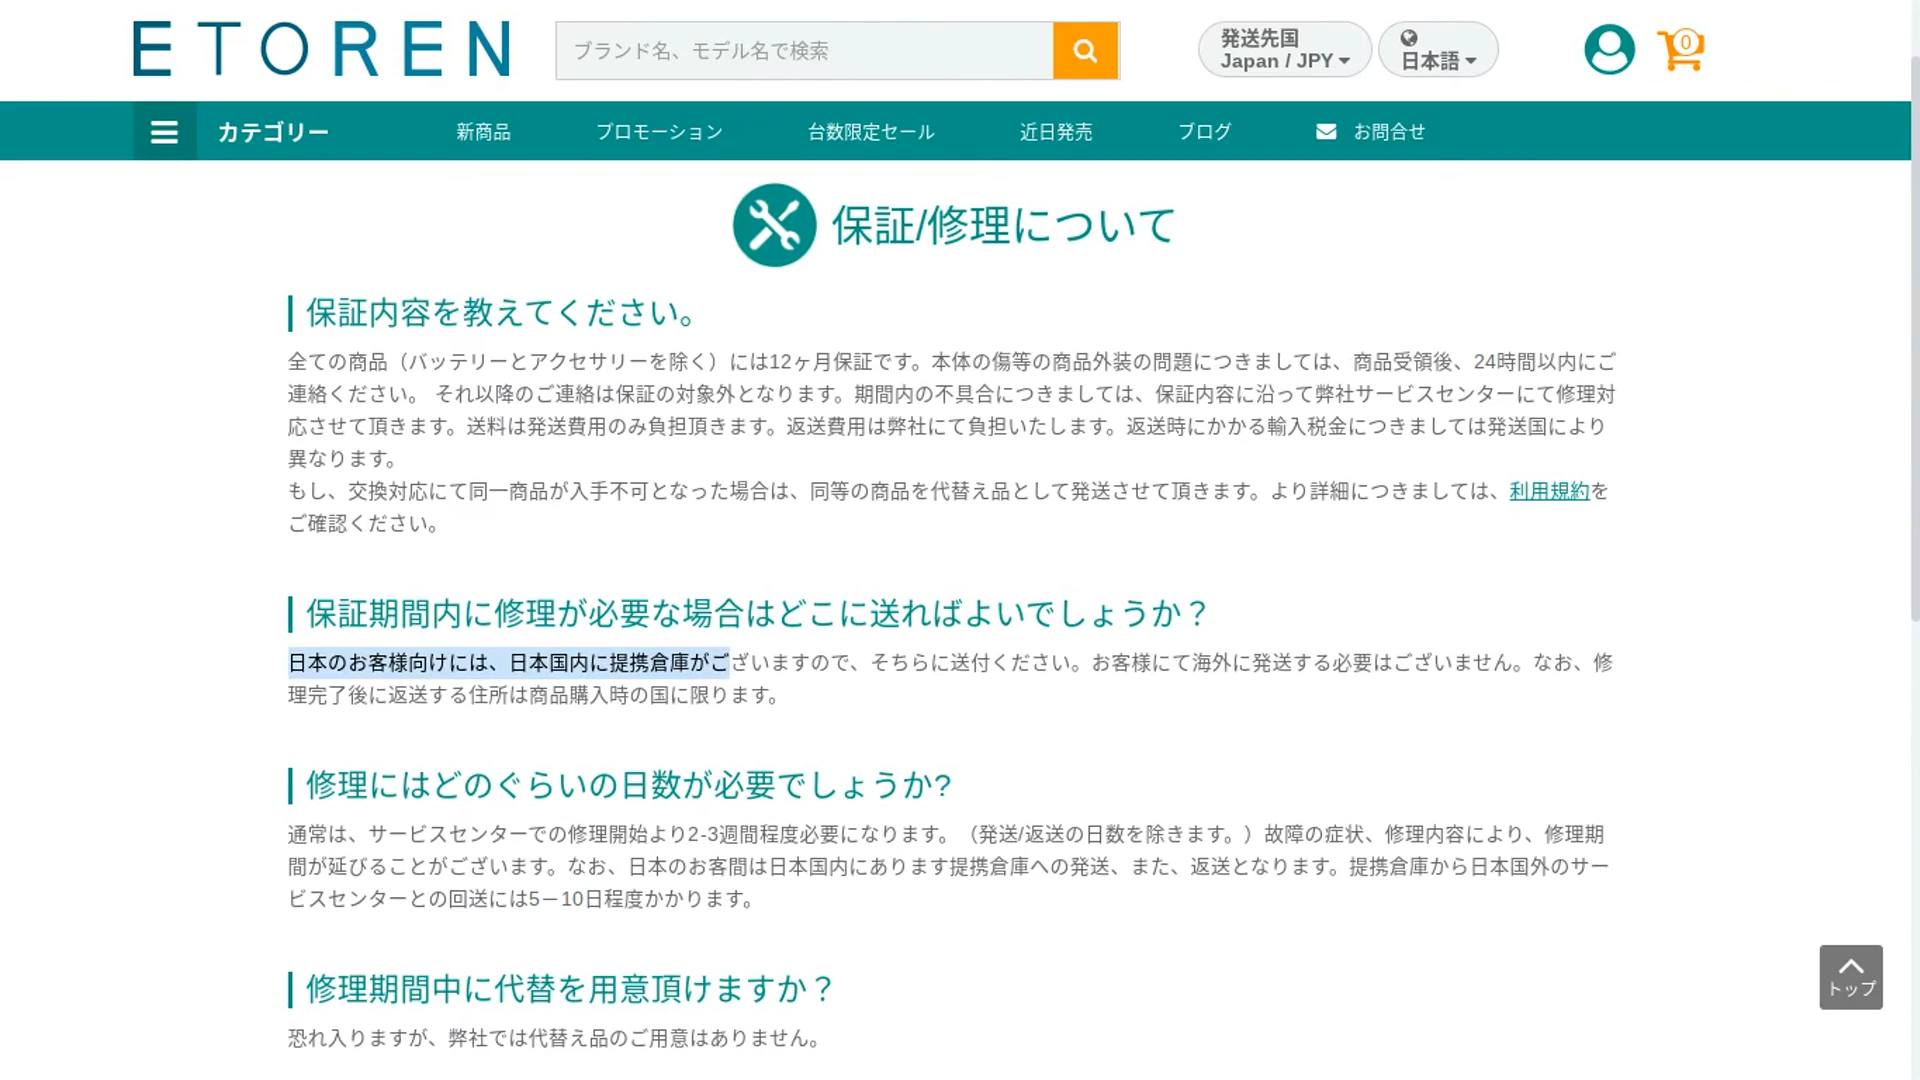 ETOREN
ブランド名、モデル名で検索
発送先国
Japan / JPY
日本語
0
カテゴリー
新商品
プロモーション
台数限定セール
近日発売
ブログ
お問合せ
保証/修理について
保証内容を教えてください。
全ての商品（バッテリーとアクセサリーを除く）には12ヶ月保証です。本体の傷等の商品外装の問題につきましては、商品受領後、24時間以内にご
連絡ください。 それ以降のご連絡は保証の対象外となります。期間内の不具合につきましては、保証内容に沿って弊社サービスセンターにて修理対
応させて頂きます。送料は発送費用のみ負担頂きます。返送費用は弊社にて負担いたします。返送時にかかる輸入税金につきましては発送国により
異なります。
もし、交換対応にて同一商品が入手不可となった場合は、同等の商品を代替え品として発送させて頂きます。より詳細につきましては、利用規約を
ご確認ください。
保証期間内に修理が必要な場合はどこに送ればよいでしょうか？
日本のお客様向けには、日本国内に提携倉庫がございますので、そちらに送付ください。お客様にて海外に発送する必要はございません。なお、修
理完了後に返送する住所は商品購入時の国に限ります。
修理にはどのぐらいの日数が必要でしょうか?
通常は、サービスセンターでの修理開始より2-3週間程度必要になります。（発送/返送の日数を除きます。）故障の症状、修理内容により、修理期
間が延びることがございます。なお、日本のお客間は日本国内にあります提携倉庫への発送、また、返送となります。提携倉庫から日本国外のサー
ビスセンターとの回送には5－10日程度かかります。
修理期間中に代替を用意頂けますか？
恐れ入りますが、弊社では代替え品のご用意はありません。
トップ